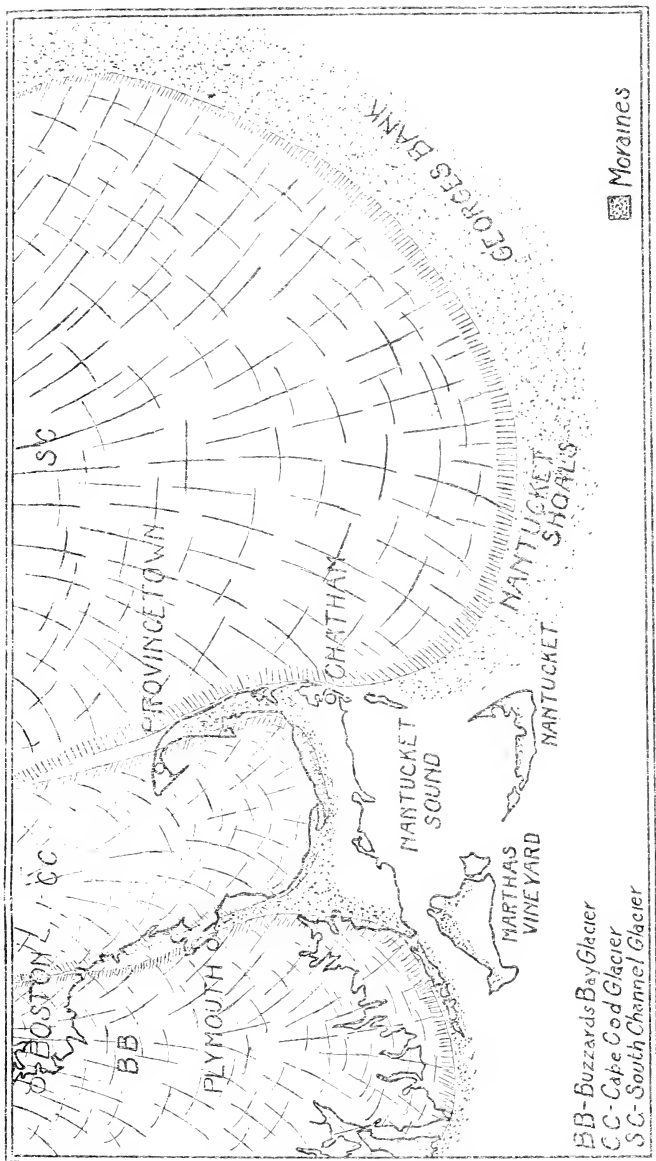 BOSTON
CC
SC
BB
PROVINCETOWN
PLYMOUTH
CHATHAM
GEORGES BANK
NANTUCKET
SOUND
NANTUCKET
SHOALS
MARTHAS
VINEYARD
NANTUCKET
BB-Buzzards Bay Glacier
CC-Cape Cod Glacier
SC-South Channel Glacier
Moraines